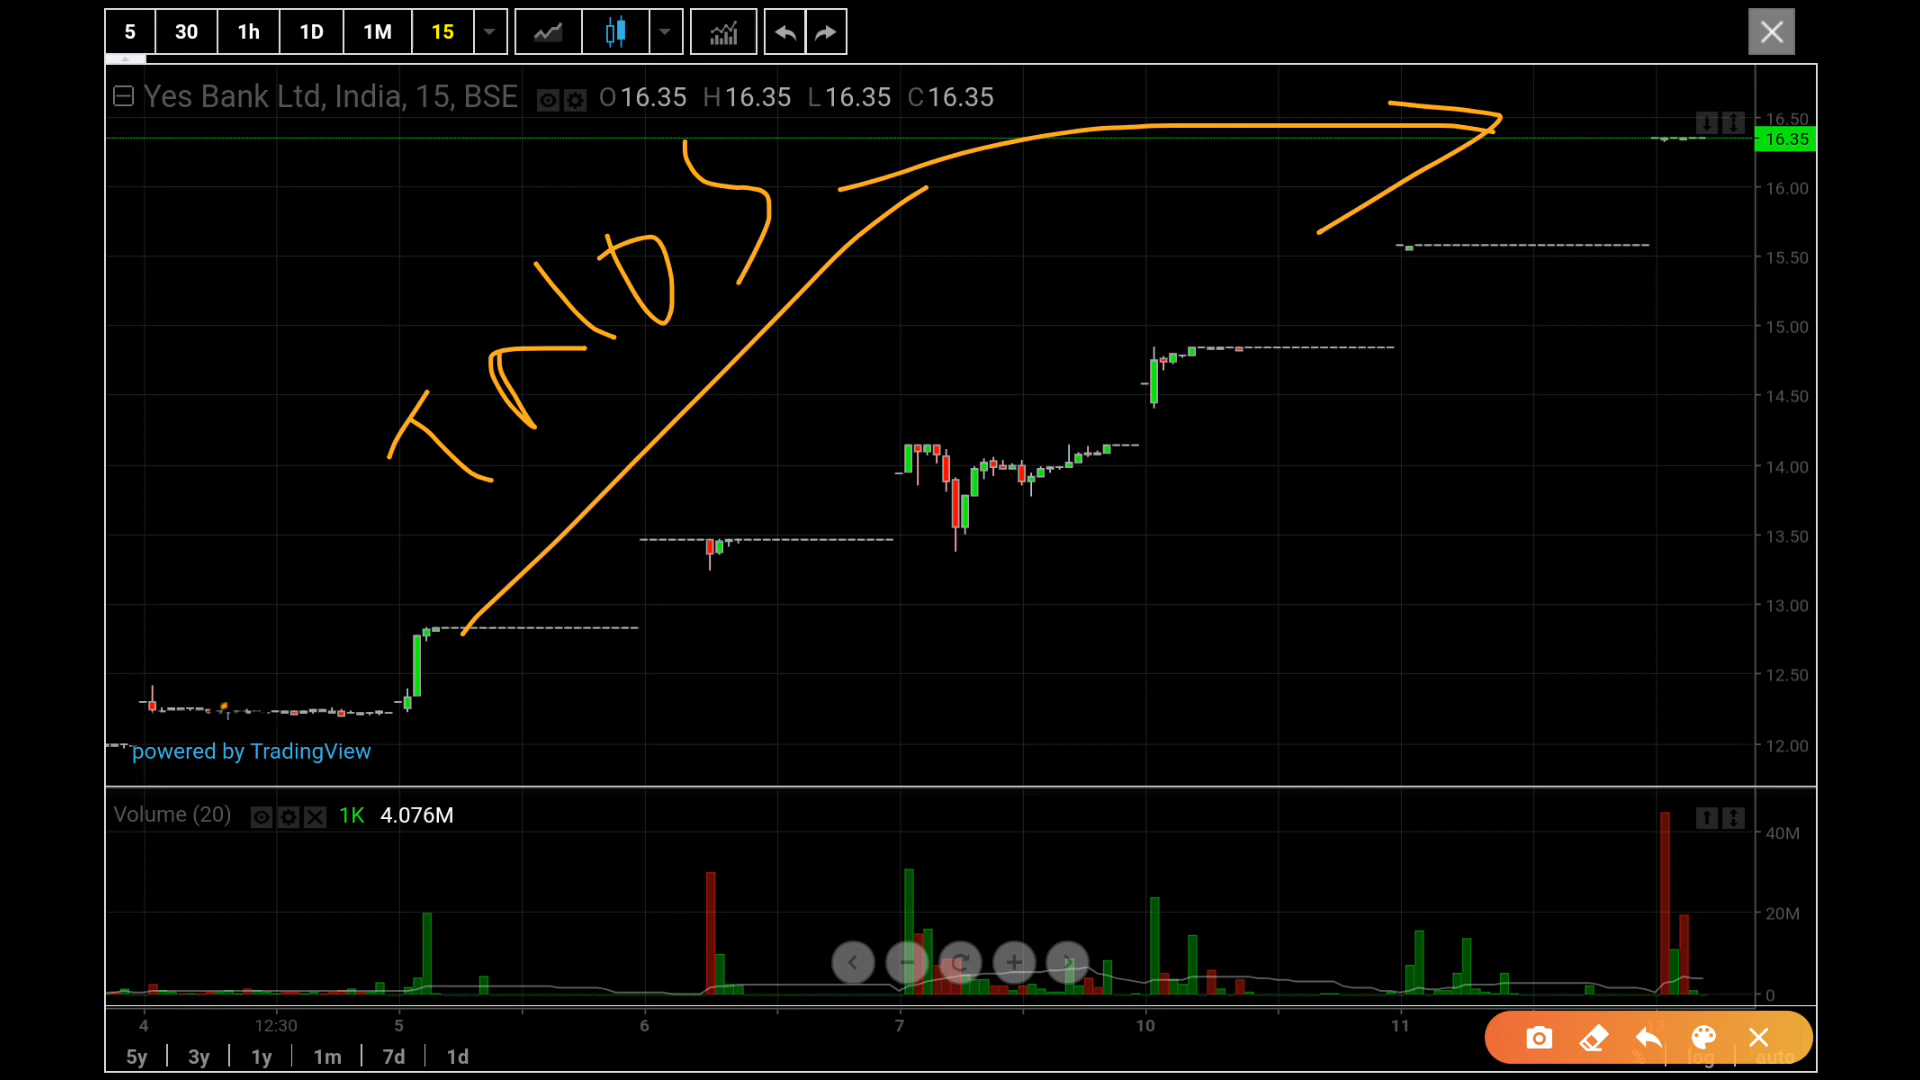 5 30 1h 1D 1M 15
Yes Bank Ltd, India, 15, BSE O16.35 H16.35 L16.35 C16.35
16.50
16.35
16.00
15.50
15.00
14.50
14.00
13.50
13.00
12.50
12.00
powered by TradingView
Volume (20) 1K 4.076M
40M
20M
0
4 12:30 5 6 7 10 11
5y 3y 1y 1m 7d 1d % log auto